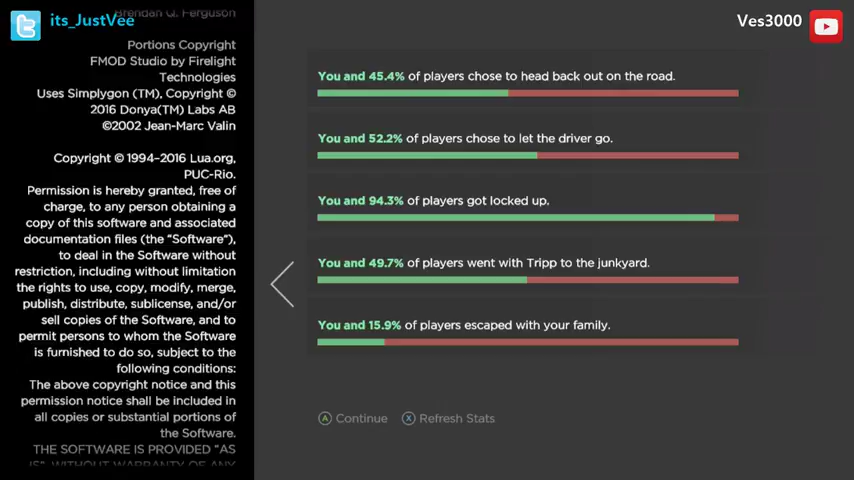 its_JustVee
Ves3000
Brendan Q. Ferguson
Portions Copyright
FMOD Studio by Firelight
Technologies
Uses Simplygon (TM), Copyright ©
2016 Donya(TM) Labs AB
©2002 Jean-Marc Valin
Copyright © 1994-2016 Lua.org,
PUC-Rio.
Permission is hereby granted, free of
charge, to any person obtaining a
copy of this software and associated
documentation files (the "Software"),
to deal in the Software without
restriction, including without limitation
the rights to use, copy, modify, merge,
publish, distribute, sublicense, and/or
sell copies of the Software, and to
permit persons to whom the Software
is furnished to do so, subject to the
following conditions:
The above copyright notice and this
permission notice shall be included in
all copies or substantial portions of
the Software.
THE SOFTWARE IS PROVIDED "AS
IS", WITHOUT WARRANTY OF ANY
You and 45.4% of players chose to head back out on the road.
You and 52.2% of players chose to let the driver go.
You and 94.3% of players got locked up.
You and 49.7% of players went with Tripp to the junkyard.
You and 15.9% of players escaped with your family.
A Continue X Refresh Stats